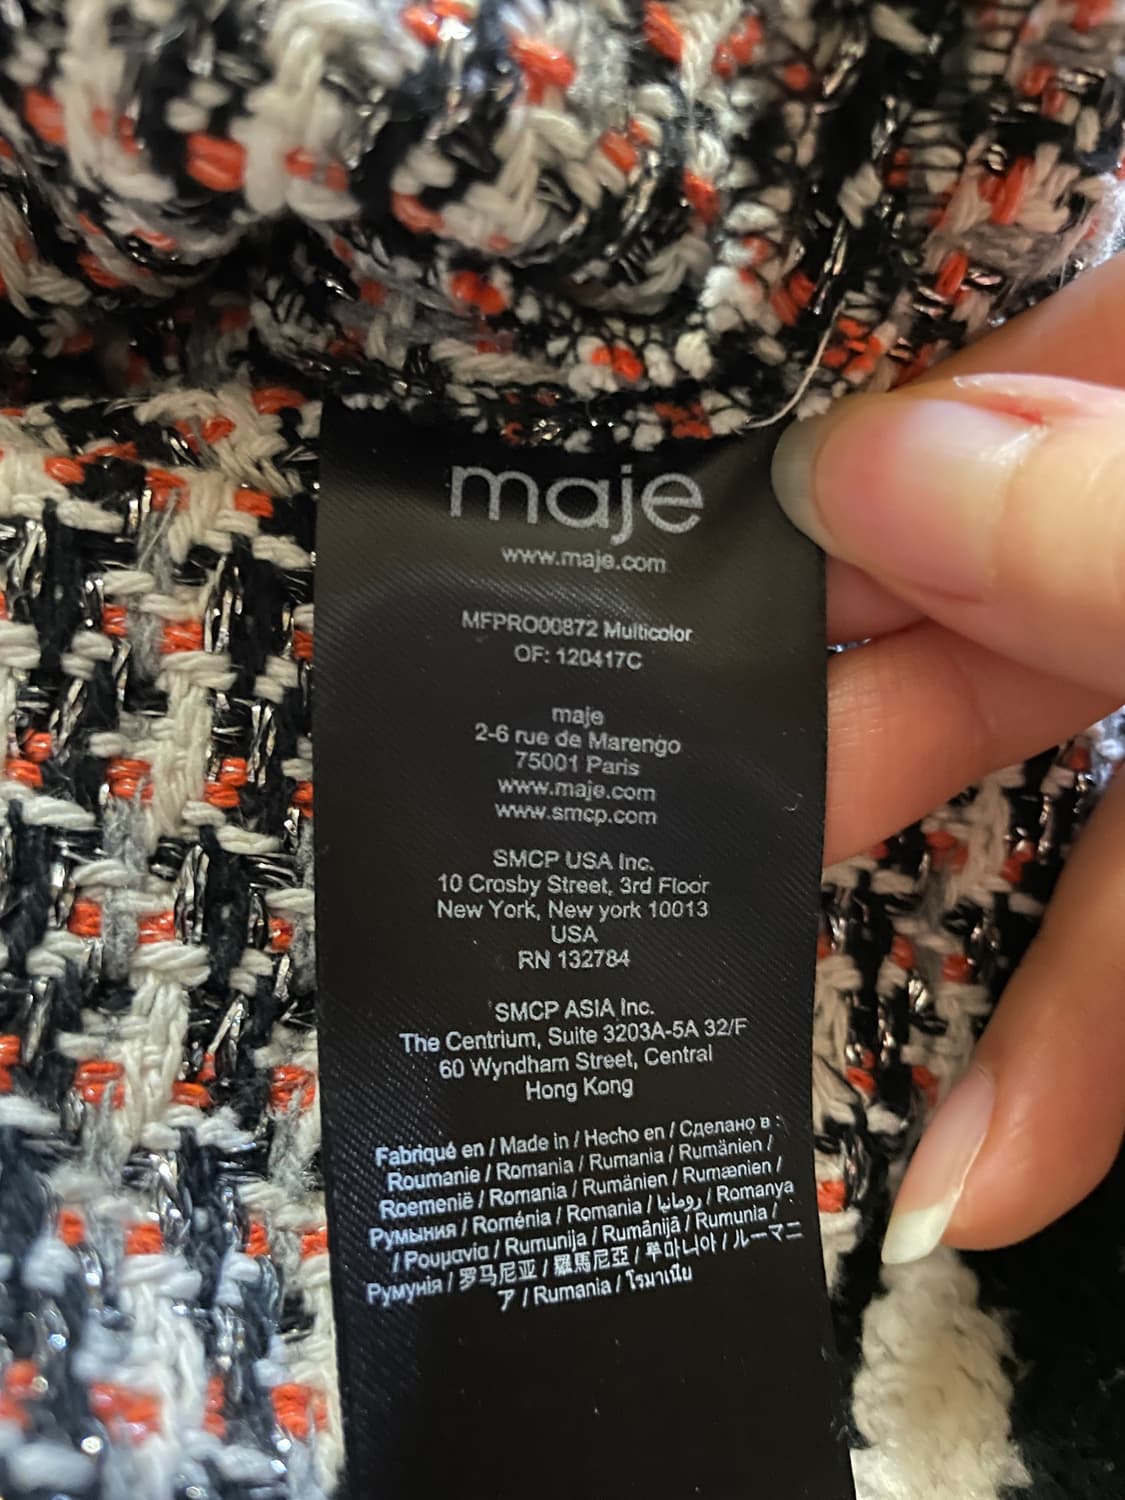 maje
www.maje.com
MFPRO00872 Multicolor
OF: 120417C
maje
2-6 rue de Marengo
75001 Paris
www.maje.com
www.smcp.com
SMCP USA Inc.
10 Crosby Street, 3rd Floor
New York, New york 10013
USA
RN 132784
SMCP ASIA Inc.
The Centrium, Suite 3203A-5A 32/F
60 Wyndham Street, Central
Hong Kong
Fabriqué en / Made in / Hecho en / Сделано в :
Roumanie / Romania / Rumania / Rumänien /
Roemenië / Romania / Rumänien / Rumænien /
Румыния / Roménia / Romania / رومانيا / Romanya
/ Ρουμανία / Rumunija / Rumānijā / Rumunia /
Румунія / 罗马尼亚 / 羅馬尼亞 / 루마니아 / ルーマニ
ア / Rumania / โรมาเนีย